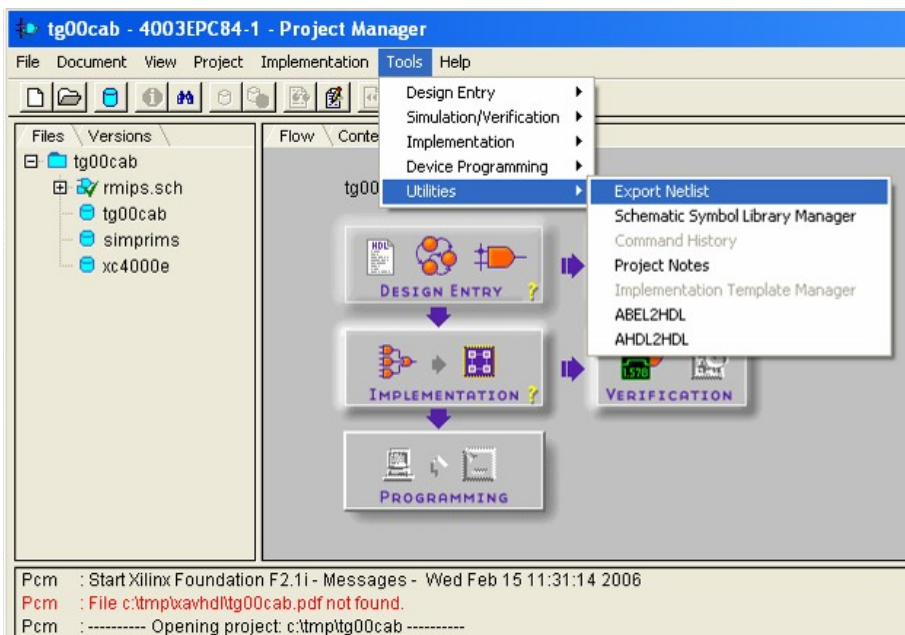 tg00cab - 4003EPC84-1 - Project Manager
File Document View Project Implementation Tools Help
Files Versions
Flow
tg00cab
rmips.sch
tg00cab
simprims
xc4000e
Design Entry
Simulation/Verification
Implementation
Device Programming
Utilities
Export Netlist
Schematic Symbol Library Manager
Command History
Project Notes
Implementation Template Manager
ABEL2HDL
AHDL2HDL
HDL
DESIGN ENTRY ?
IMPLEMENTATION ?
VERIFICATION
PROGRAMMING
Pcm : Start Xilinx Foundation F2.1i - Messages - Wed Feb 15 11:31:14 2006
Pcm : File c:\tmp\xavhdl\tg00cab.pdf not found.
Pcm : ---------- Opening project: c:\tmp\tg00cab ----------